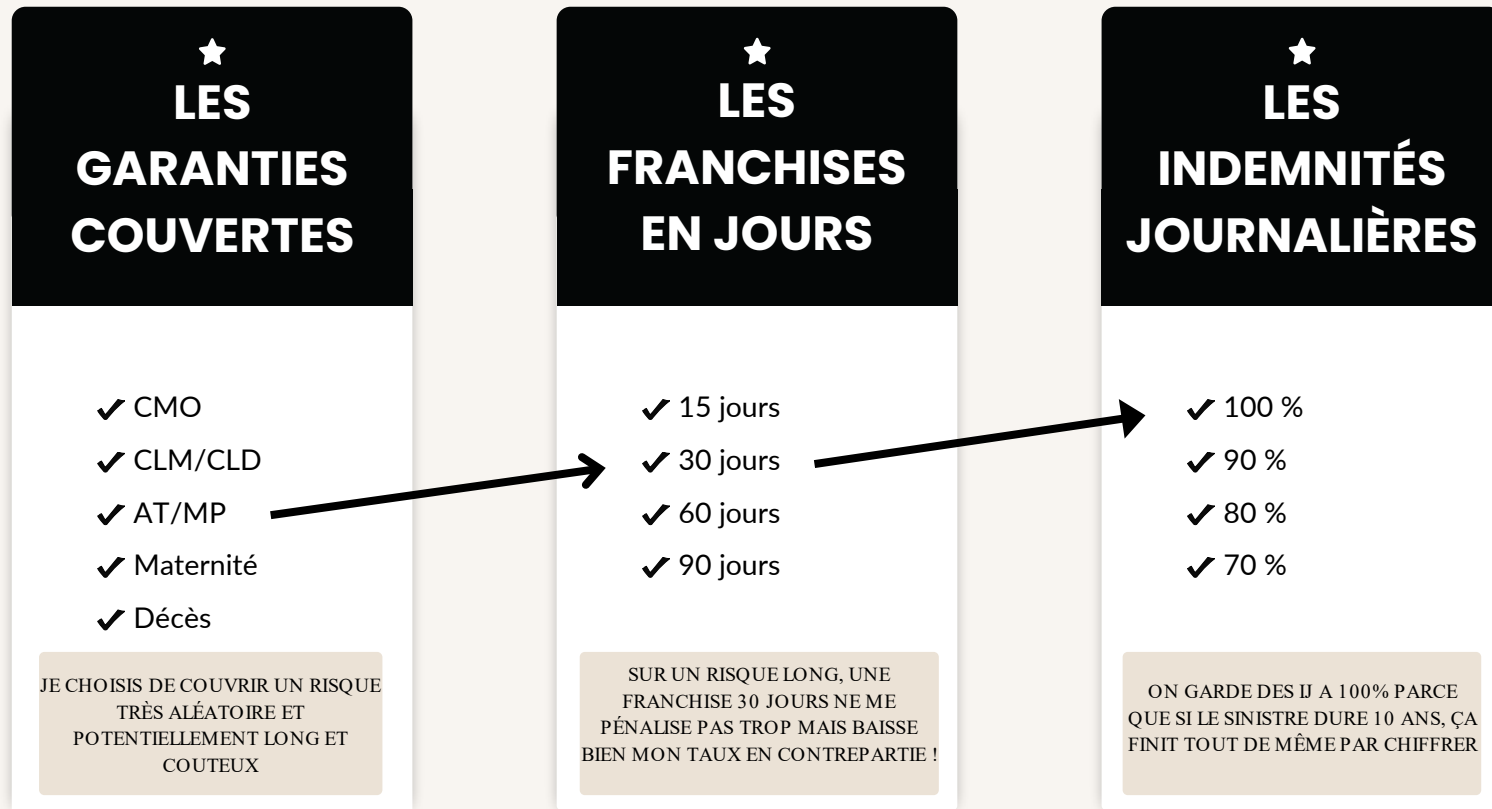 LES
GARANTIES
COUVERTES
CMO
CLM/CLD
AT/MP
Maternité
Décès
JE CHOISIS DE COUVRIR UN RISQUE
TRÈS ALÉATOIRE ET
POTENTIELLEMENT LONG ET
COUTEUX
LES
FRANCHISES
EN JOURS
15 jours
30 jours
60 jours
90 jours
SUR UN RISQUE LONG, UNE
FRANCHISE 30 JOURS NE ME
PÉNALISE PAS TROP MAIS BAISSE
BIEN MON TAUX EN CONTREPARTIE !
LES
INDEMNITÉS
JOURNALIÈRES
100 %
90 %
80 %
70 %
ON GARDE DES IJ A 100% PARCE
QUE SI LE SINISTRE DURE 10 ANS, ÇA
FINIT TOUT DE MÊME PAR CHIFFRER